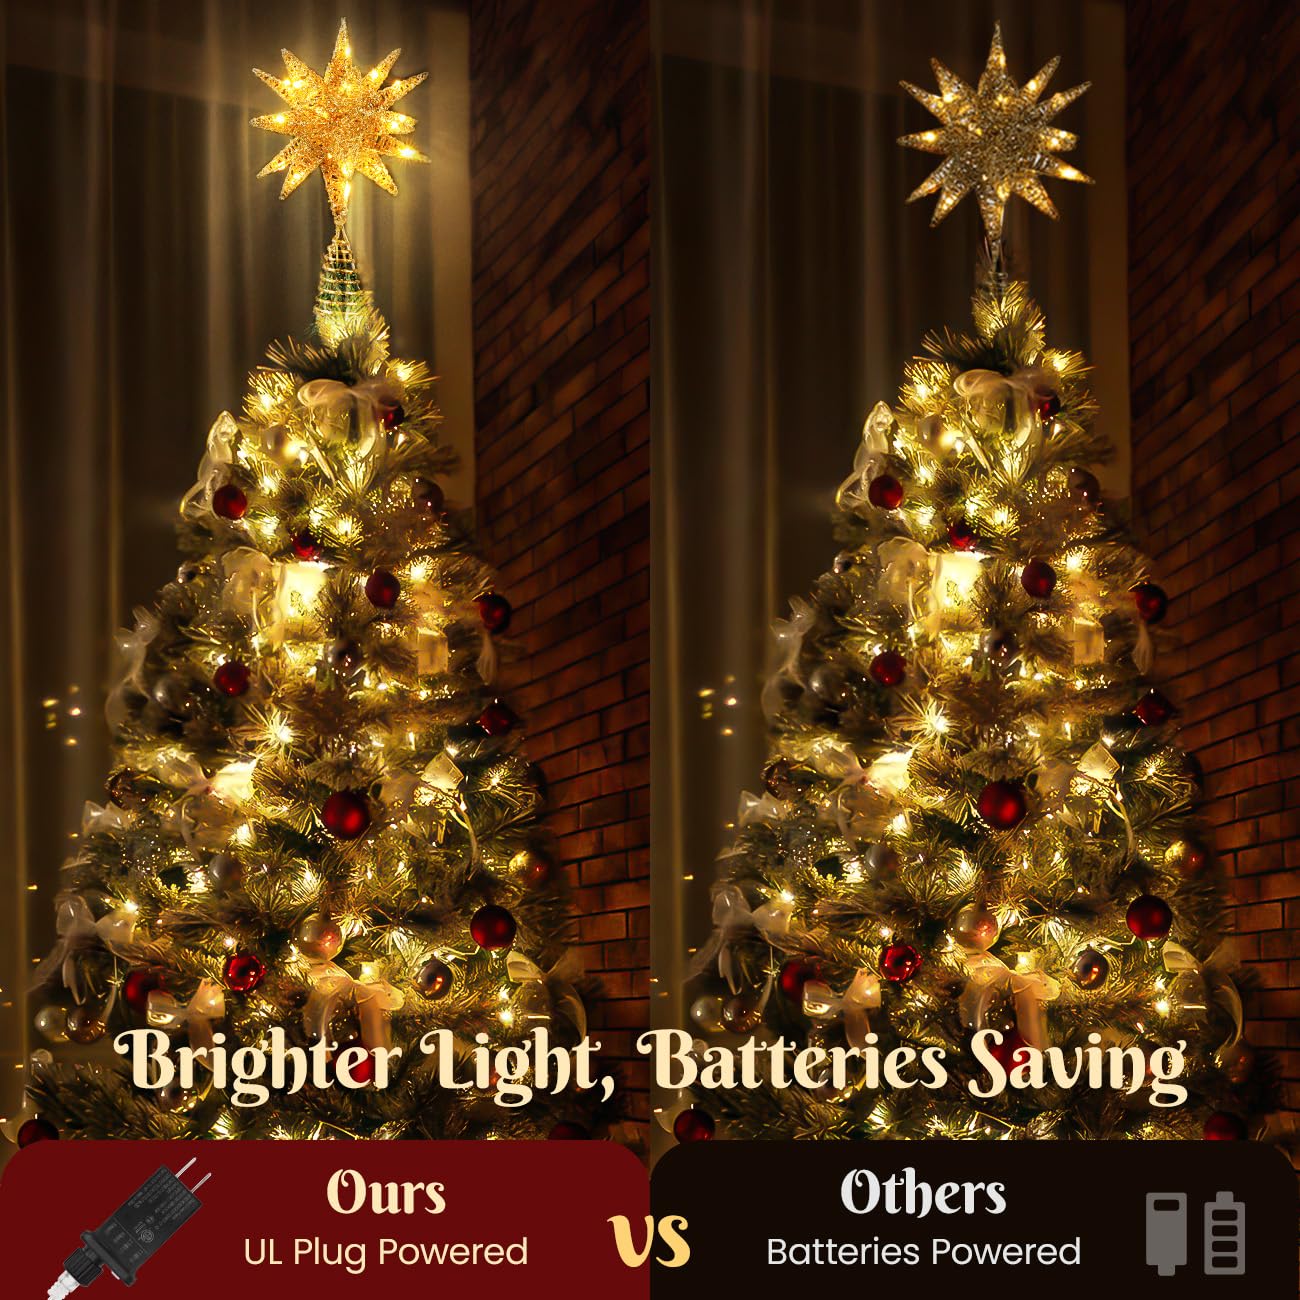 Brighter Light, Batteries Saving
Ours
UL Plug Powered
VS
Others
Batteries Powered